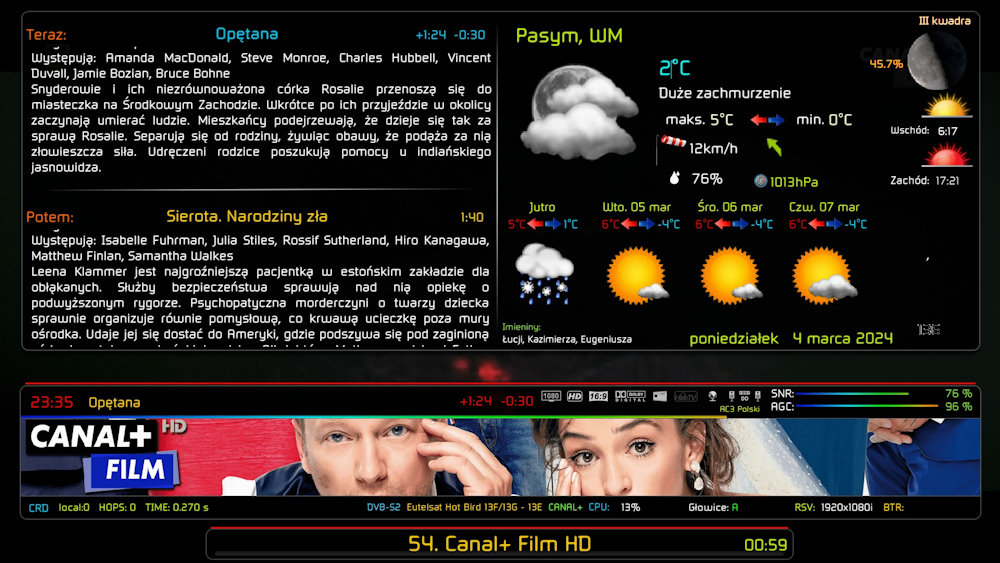 Teraz: Opętana +1:24 -0:30
Występują: Amanda MacDonald, Steve Monroe, Charles Hubbell, Vincent
Duvall, Jamie Bozian, Bruce Bohne
Snyderowie i ich niezrównoważona córka Rosalie przenoszą się do
miasteczka na Środkowym Zachodzie. Wkrótce po ich przyjeździe w okolicy
zaczynają umierać ludzie. Mieszkańcy podejrzewają, że dzieje się tak za
sprawą Rosalie. Separują się od rodziny, żywiąc obawy, że podąża za nią
złowieszcza siła. Udręczeni rodzice poszukują pomocy u indiańskiego
jasnowidza.
Potem: Sierota. Narodziny zła 1:40
Występują: Isabelle Fuhrman, Julia Stiles, Rossif Sutherland, Hiro Kanagawa,
Matthew Finlan, Samantha Walkes
Leena Klammer jest najgroźniejszą pacjentką w estońskim zakładzie dla
obłąkanych. Służby bezpieczeństwa sprawują nad nią opiekę o
podwyższonym rygorze. Psychopatyczna morderczyni o twarzy dziecka
sprawnie organizuje równie pomysłową, co krwawą ucieczkę poza mury
ośrodka. Udaje jej się dostać do Ameryki, gdzie podszywa się pod zaginioną
Pasym, WM
III kwadra
45.7%
2°C
Duże zachmurzenie
maks. 5°C min. 0°C
12km/h
76% 1013hPa
Wschód: 6:17
Zachód: 17:21
Jutro Wto. 05 mar Śro. 06 mar Czw. 07 mar
5°C 1°C 6°C -4°C 6°C -4°C 6°C -4°C
Imieniny:
Łucji, Kazimierza, Eugeniusza
poniedziałek 4 marca 2024
23:35 Opętana +1:24 -0:30 1080 HD 16:9 DOLBY DIGITAL HbbTV
AC3 Polski
SNR: 76 %
AGC: 96 %
CANAL+ HD
FILM
CRD local:0 HOPS: 0 TIME: 0.270 s DVB-S2 Eutelsat Hot Bird 13F/13G - 13E CANAL+ CPU: 13% Głowice: A RSV: 1920x1080i BTR:
54. Canal+ Film HD 00:59